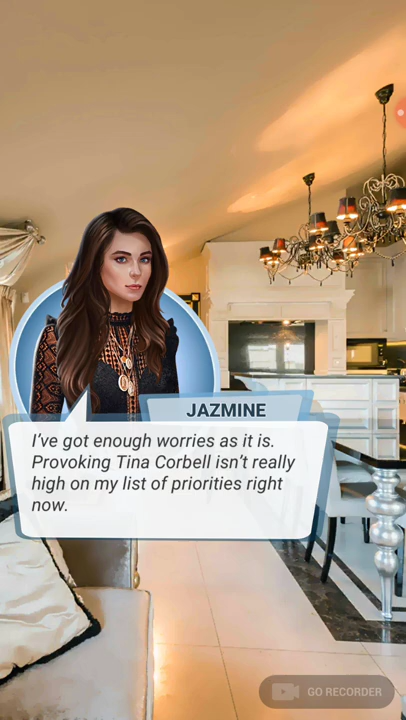 JAZMINE
I've got enough worries as it is.
Provoking Tina Corbell isn't really
high on my list of priorities right
now.
GO RECORDER